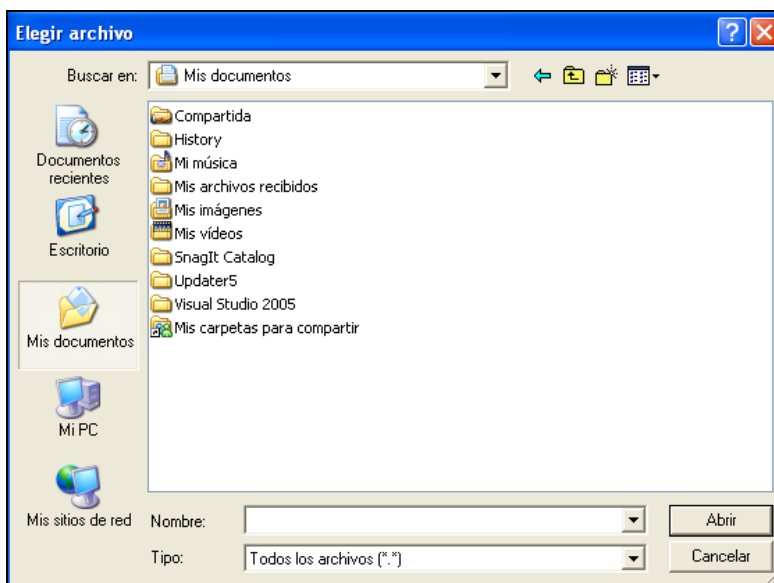 Elegir archivo
Buscar en: Mis documentos
Documentos
recientes
Escritorio
Mis documentos
Mi PC
Mis sitios de red
Compartida
History
Mi música
Mis archivos recibidos
Mis imágenes
Mis vídeos
SnagIt Catalog
Updater5
Visual Studio 2005
Mis carpetas para compartir
Nombre:
Abrir
Tipo: Todos los archivos (*.*)
Cancelar